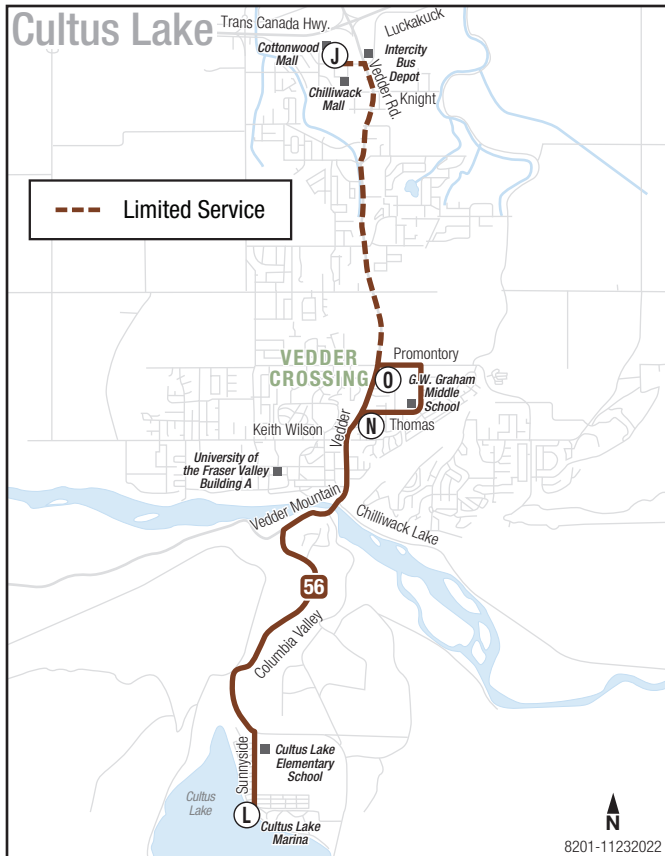 Cultus Lake
Trans Canada Hwy.
Luckakuck
Cottonwood
Mall
J
Intercity
Bus
Depot
Vedder Rd.
Chilliwack
Mall
Knight
Limited Service
VEDDER
CROSSING
Promontory
O
G.W. Graham
Middle
School
N
Thomas
Vedder
Keith Wilson
University of
the Fraser Valley
Building A
Vedder Mountain
Chilliwack Lake
56
Columbia Valley
Sunnyside
Cultus Lake
Elementary
School
Cultus
Lake
L
Cultus Lake
Marina
N
8201-11232022